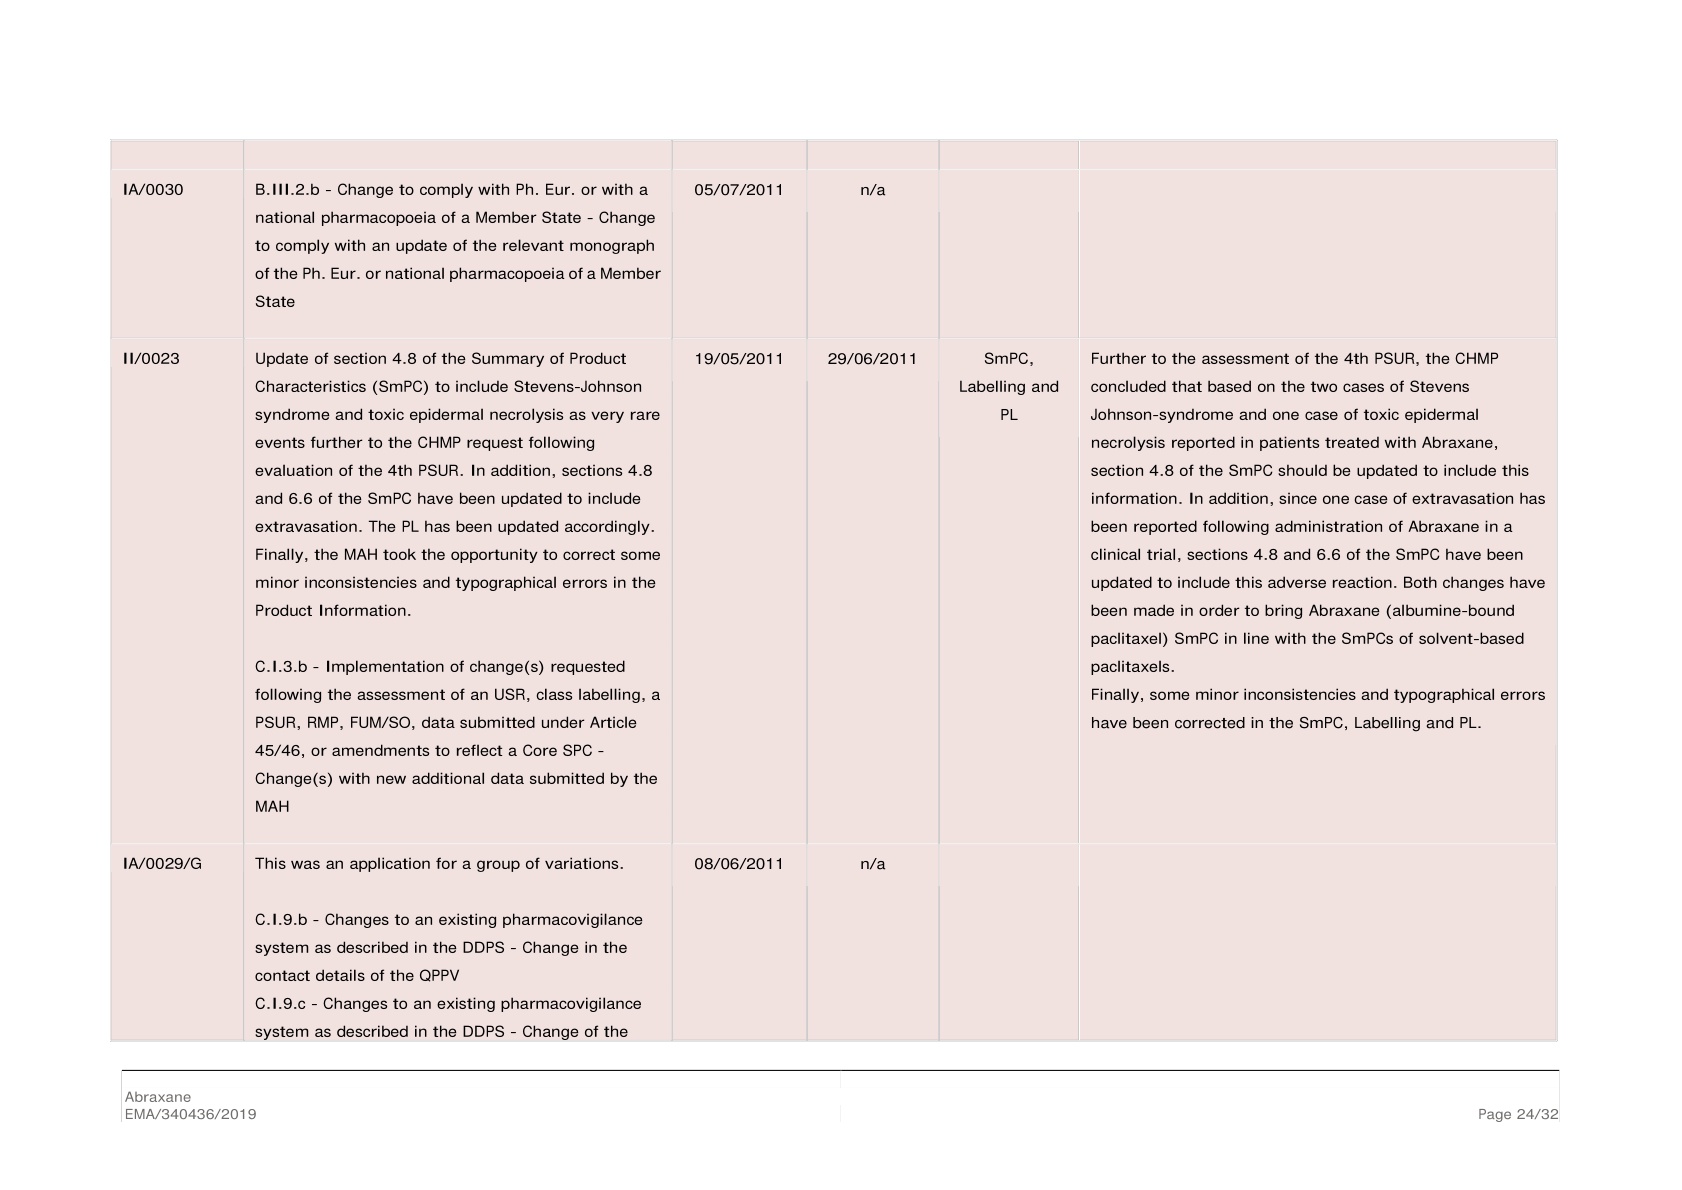 IA/0030
B.III.2.b - Change to comply with Ph. Eur. or with a
national pharmacopoeia of a Member State - Change
to comply with an update of the relevant monograph
of the Ph. Eur. or national pharmacopoeia of a Member
State
05/07/2011
n/a
II/0023
Update of section 4.8 of the Summary of Product
Characteristics (SmPC) to include Stevens-Johnson
syndrome and toxic epidermal necrolysis as very rare
events further to the CHMP request following
evaluation of the 4th PSUR. In addition, sections 4.8
and 6.6 of the SmPC have been updated to include
extravasation. The PL has been updated accordingly.
Finally, the MAH took the opportunity to correct some
minor inconsistencies and typographical errors in the
Product Information.
C.I.3.b - Implementation of change(s) requested
following the assessment of an USR, class labelling, a
PSUR, RMP, FUM/SO, data submitted under Article
45/46, or amendments to reflect a Core SPC -
Change(s) with new additional data submitted by the
MAH
19/05/2011
29/06/2011
SmPC,
Labelling and
PL
Further to the assessment of the 4th PSUR, the CHMP
concluded that based on the two cases of Stevens
Johnson-syndrome and one case of toxic epidermal
necrolysis reported in patients treated with Abraxane,
section 4.8 of the SmPC should be updated to include this
information. In addition, since one case of extravasation has
been reported following administration of Abraxane in a
clinical trial, sections 4.8 and 6.6 of the SmPC have been
updated to include this adverse reaction. Both changes have
been made in order to bring Abraxane (albumine-bound
paclitaxel) SmPC in line with the SmPCs of solvent-based
paclitaxels.
Finally, some minor inconsistencies and typographical errors
have been corrected in the SmPC, Labelling and PL.
IA/0029/G
This was an application for a group of variations.
C.I.9.b - Changes to an existing pharmacovigilance
system as described in the DDPS - Change in the
contact details of the QPPV
C.I.9.c - Changes to an existing pharmacovigilance
system as described in the DDPS - Change of the
08/06/2011
n/a
Abraxane
EMA/340436/2019
Page 24/32